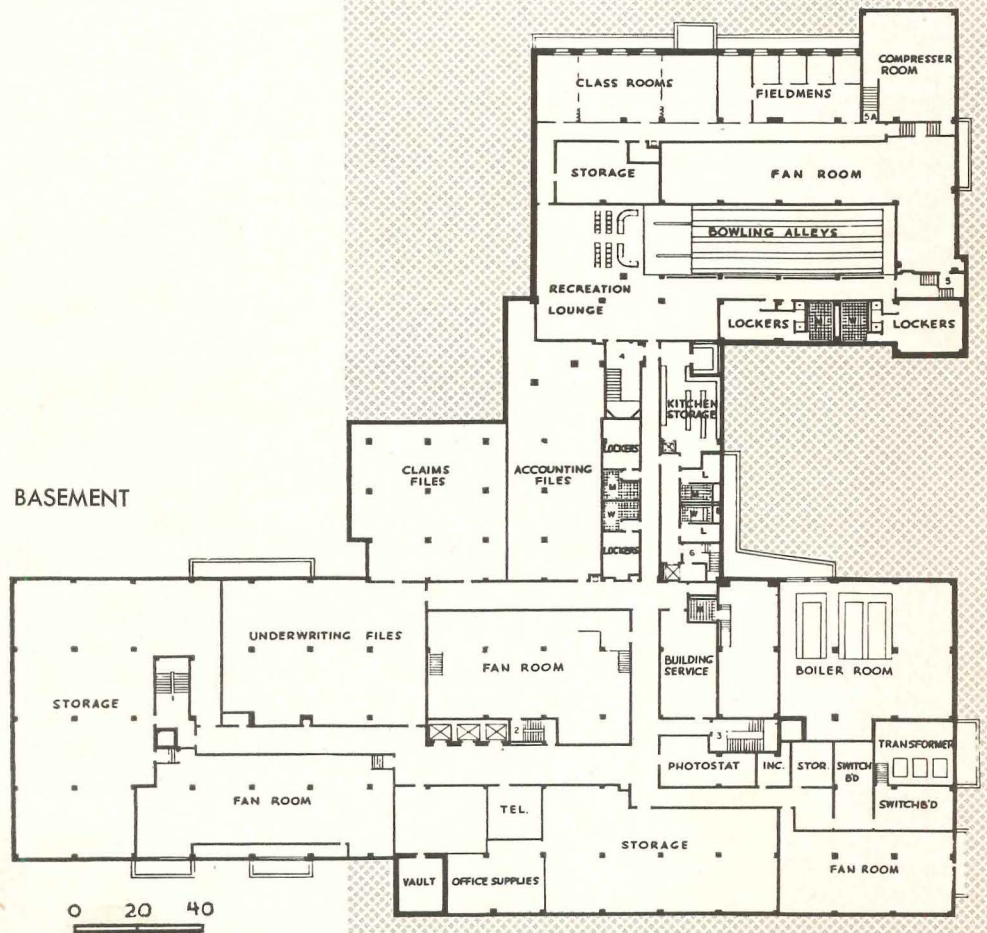 COMPRESSER
ROOM
CLASS ROOMS
FIELDMENS
5A
STORAGE
FAN ROOM
BOWLING ALLEYS
RECREATION
LOUNGE
5
LOCKERS
M
W
LOCKERS
4
KITCHEN
STORAGE
LOCKERS
CLAIMS
FILES
ACCOUNTING
FILES
M
W
LOCKERS
L
M
W
L
6
BASEMENT
UNDERWRITING FILES
FAN ROOM
M
BUILDING
SERVICE
BOILER ROOM
STORAGE
1
2
3
TRANSFORMER
PHOTOSTAT
INC.
STOR.
SWITCH
B'D
SWITCHB'D
FAN ROOM
TEL.
STORAGE
FAN ROOM
VAULT
OFFICE SUPPLIES
0 20 40